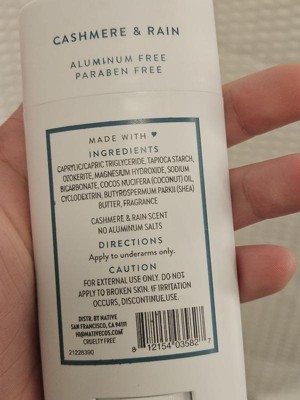 CASHMERE & RAIN
ALUMINUM FREE
PARABEN FREE
MADE WITH ♥
INGREDIENTS
CAPRYLIC/CAPRIC TRIGLYCERIDE, TAPIOCA STARCH,
OZOKERITE, MAGNESIUM HYDROXIDE, SODIUM
BICARBONATE, COCOS NUCIFERA (COCONUT) OIL,
CYCLODEXTRIN, BUTYROSPERMUM PARKII (SHEA)
BUTTER, FRAGRANCE
CASHMERE & RAIN SCENT
NO ALUMINUM SALTS
DIRECTIONS
Apply to underarms only.
CAUTION
FOR EXTERNAL USE ONLY. DO NOT
APPLY TO BROKEN SKIN. IF IRRITATION
OCCURS, DISCONTINUE USE.
DISTR. BY NATIVE
SAN FRANCISCO, CA 94111
HI@NATIVECOS.COM
CRUELTY FREE
21226390
8 12154 03582 7